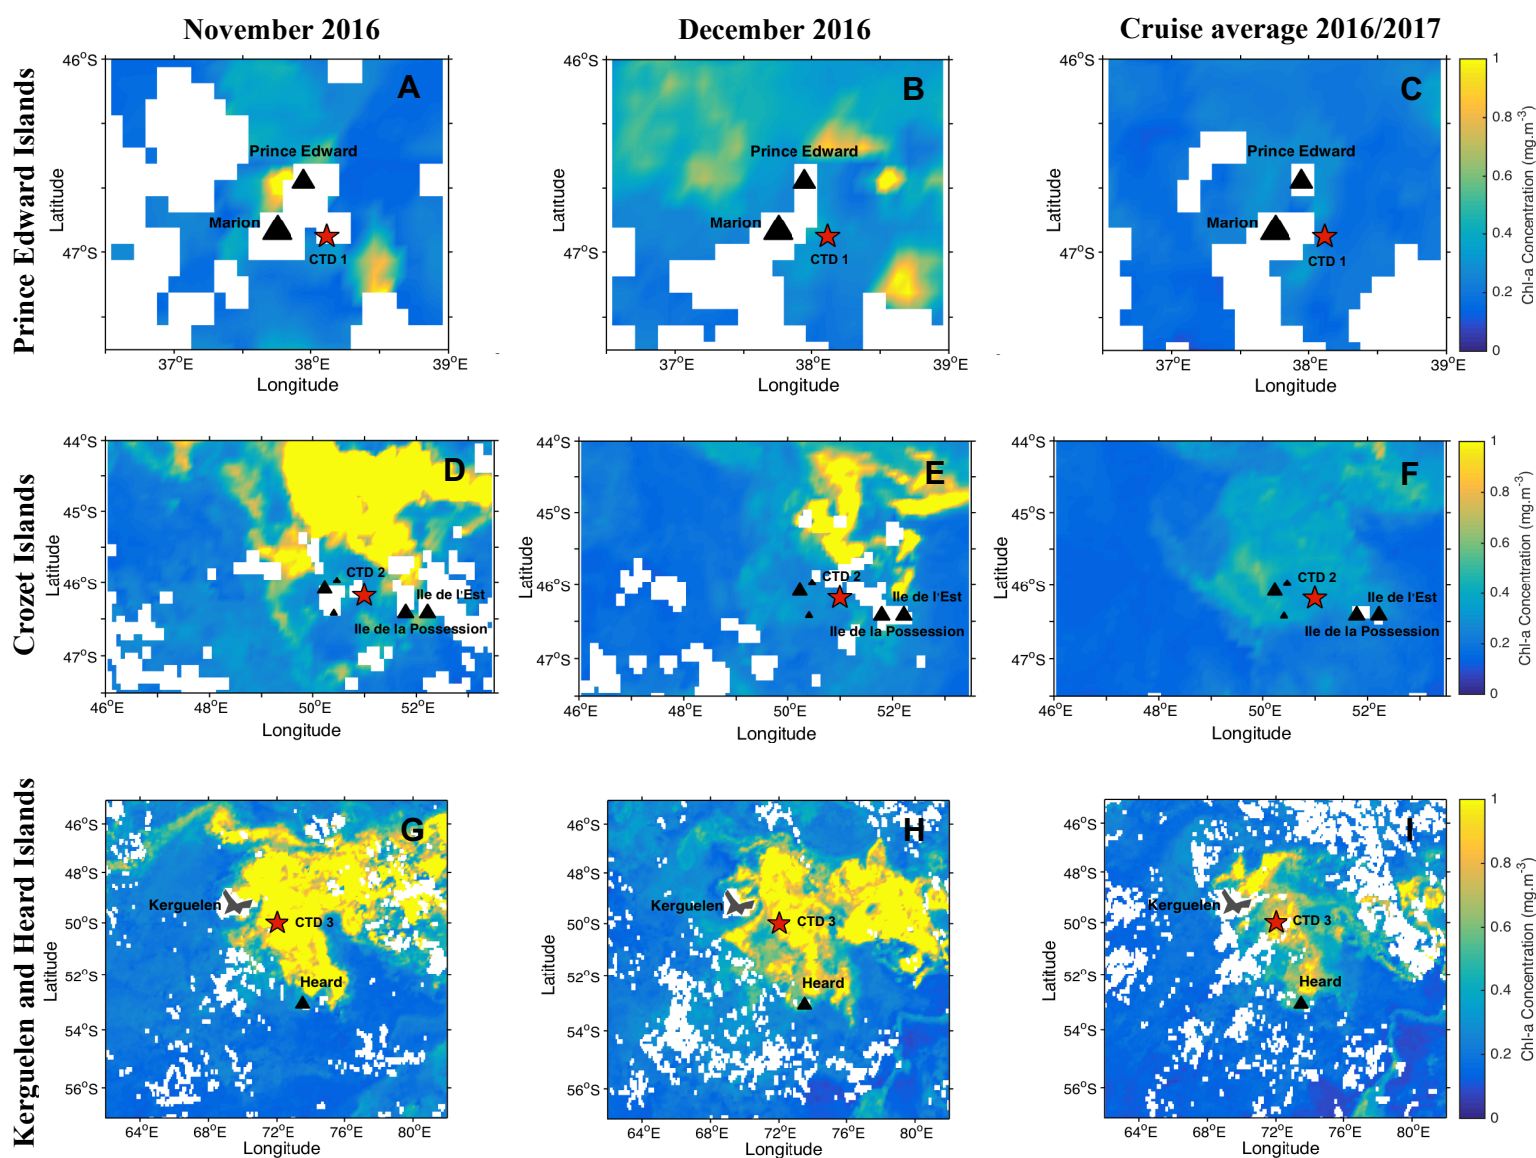 November 2016
December 2016
Cruise average 2016/2017
Prince Edward Islands
46°S
47°S
Latitude
A
Prince Edward
Marion
CTD 1
37°E 38°E 39°E
Longitude
46°S
47°S
Latitude
B
Prince Edward
Marion
CTD 1
37°E 38°E 39°E
Longitude
46°S
47°S
Latitude
C
Prince Edward
Marion
CTD 1
37°E 38°E 39°E
Longitude
1
0.8
0.6
0.4
0.2
0
Chl-a Concentration (mg.m-3)
Crozet Islands
44°S
45°S
46°S
47°S
Latitude
D
CTD 2
Ile de l'Est
Ile de la Possession
46°E 48°E 50°E 52°E
Longitude
44°S
45°S
46°S
47°S
Latitude
E
CTD 2
Ile de l'Est
Ile de la Possession
46°E 48°E 50°E 52°E
Longitude
44°S
45°S
46°S
47°S
Latitude
F
CTD 2
Ile de l'Est
Ile de la Possession
46°E 48°E 50°E 52°E
Longitude
1
0.8
0.6
0.4
0.2
0
Chl-a Concentration (mg.m-3)
Kerguelen and Heard Islands
46°S
48°S
50°S
52°S
54°S
56°S
Latitude
G
Kerguelen
CTD 3
Heard
64°E 68°E 72°E 76°E 80°E
Longitude
46°S
48°S
50°S
52°S
54°S
56°S
Latitude
H
Kerguelen
CTD 3
Heard
64°E 68°E 72°E 76°E 80°E
Longitude
46°S
48°S
50°S
52°S
54°S
56°S
Latitude
I
Kerguelen
CTD 3
Heard
64°E 68°E 72°E 76°E 80°E
Longitude
1
0.8
0.6
0.4
0.2
0
Chl-a Concentration (mg.m-3)